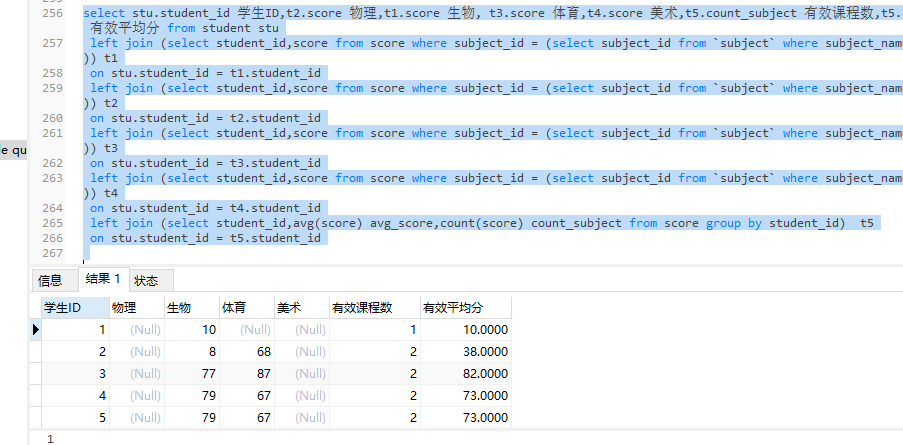 255
256 select stu.student_id 学生ID,t2.score 物理,t1.score 生物, t3.score 体育,t4.score 美术,t5.count_subject 有效课程数,t5.
有效平均分 from student stu
257 left join (select student_id,score from score where subject_id = (select subject_id from `subject` where subject_nam
)) t1
258 on stu.student_id = t1.student_id
259 left join (select student_id,score from score where subject_id = (select subject_id from `subject` where subject_nam
)) t2
260 on stu.student_id = t2.student_id
261 left join (select student_id,score from score where subject_id = (select subject_id from `subject` where subject_nam
)) t3
le qu
262 on stu.student_id = t3.student_id
263 left join (select student_id,score from score where subject_id = (select subject_id from `subject` where subject_nam
)) t4
264 on stu.student_id = t4.student_id
265 left join (select student_id,avg(score) avg_score,count(score) count_subject from score group by student_id) t5
266 on stu.student_id = t5.student_id
267
信息 结果 1 状态
学生ID 物理 生物 体育 美术 有效课程数 有效平均分
1 (Null) 10 (Null) (Null) 1 10.0000
2 (Null) 8 68 (Null) 2 38.0000
3 (Null) 77 87 (Null) 2 82.0000
4 (Null) 79 67 (Null) 2 73.0000
5 (Null) 79 67 (Null) 2 73.0000
1